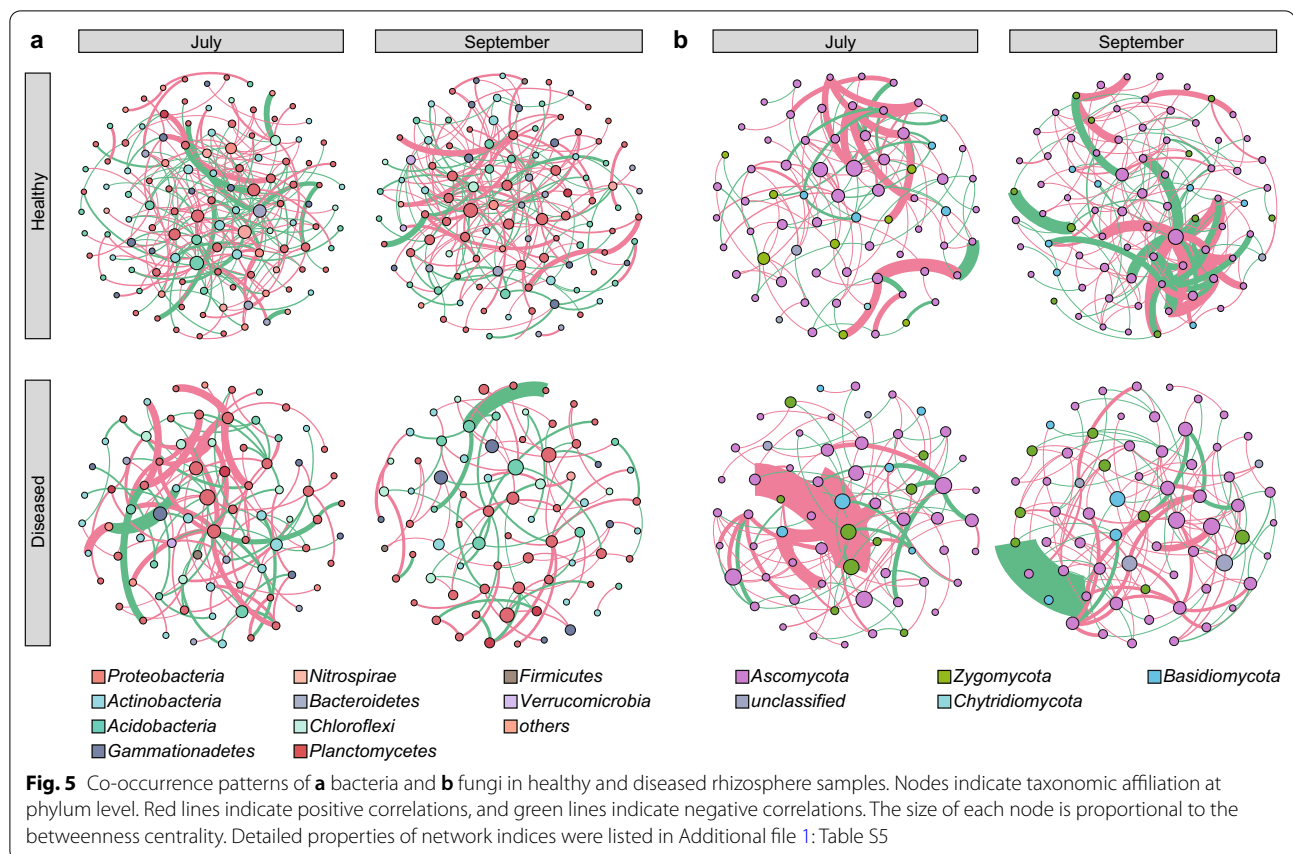 a
July
September
b
July
September
Healthy
Diseased
Proteobacteria
Nitrospirae
Firmicutes
Actinobacteria
Bacteroidetes
Verrucomicrobia
Acidobacteria
Chloroflexi
others
Gammationadetes
Planctomycetes
Ascomycota
Zygomycota
Basidiomycota
unclassified
Chytridiomycota
Fig. 5 Co-occurrence patterns of a bacteria and b fungi in healthy and diseased rhizosphere samples. Nodes indicate taxonomic affiliation at
phylum level. Red lines indicate positive correlations, and green lines indicate negative correlations. The size of each node is proportional to the
betweenness centrality. Detailed properties of network indices were listed in Additional file 1: Table S5